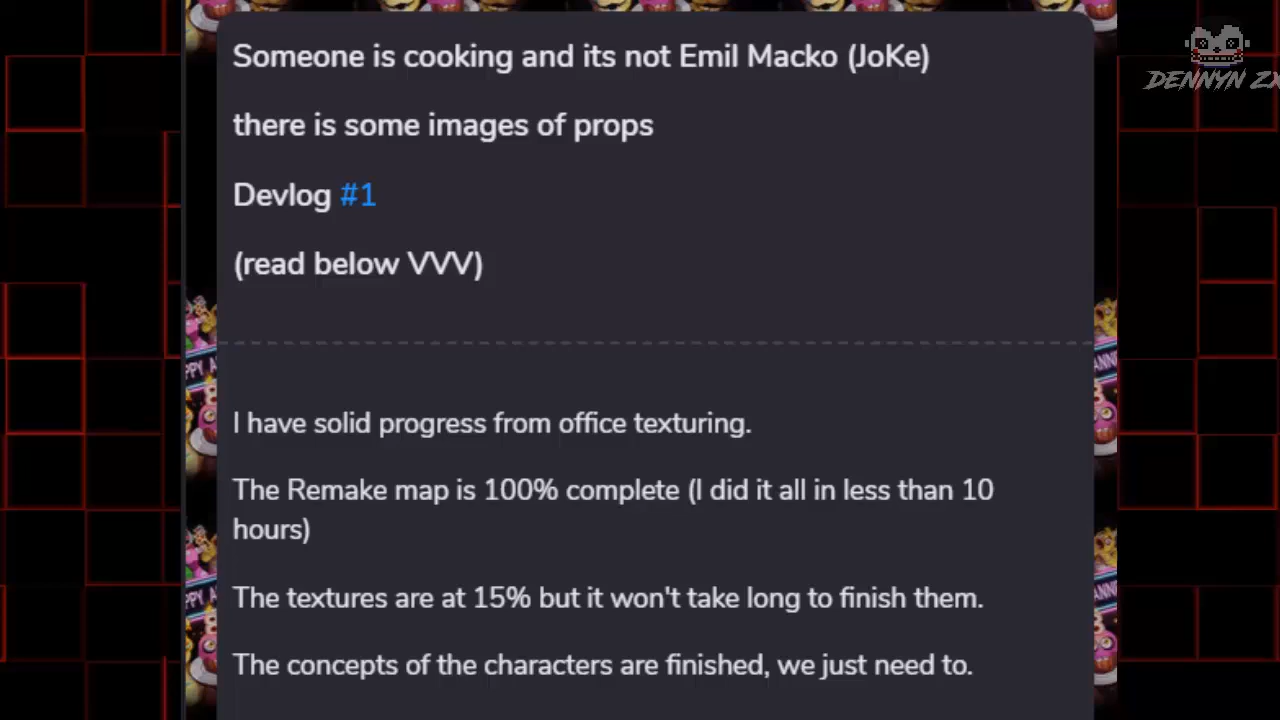 Someone is cooking and its not Emil Macko (JoKe)
there is some images of props
Devlog #1
(read below VVV)
I have solid progress from office texturing.
The Remake map is 100% complete (I did it all in less than 10
hours)
The textures are at 15% but it won't take long to finish them.
The concepts of the characters are finished, we just need to.
DENNYN ZX